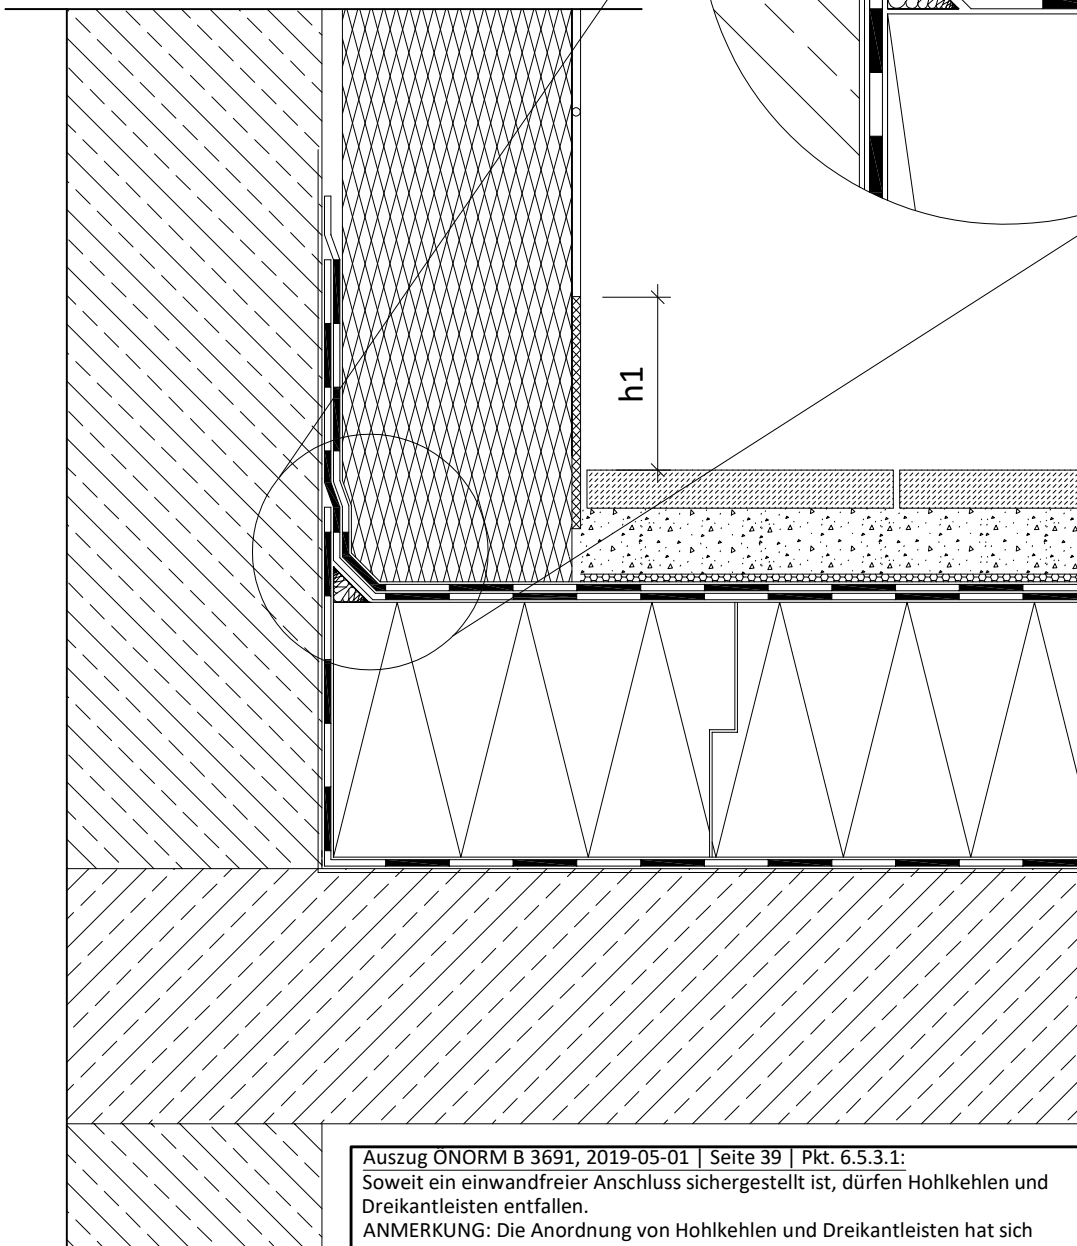 h1
Auszug ÖNORM B 3691, 2019-05-01 | Seite 39 | Pkt. 6.5.3.1:
Soweit ein einwandfreier Anschluss sichergestellt ist, dürfen Hohlkehlen und
Dreikantleisten entfallen.
ANMERKUNG: Die Anordnung von Hohlkehlen und Dreikantleisten hat sich